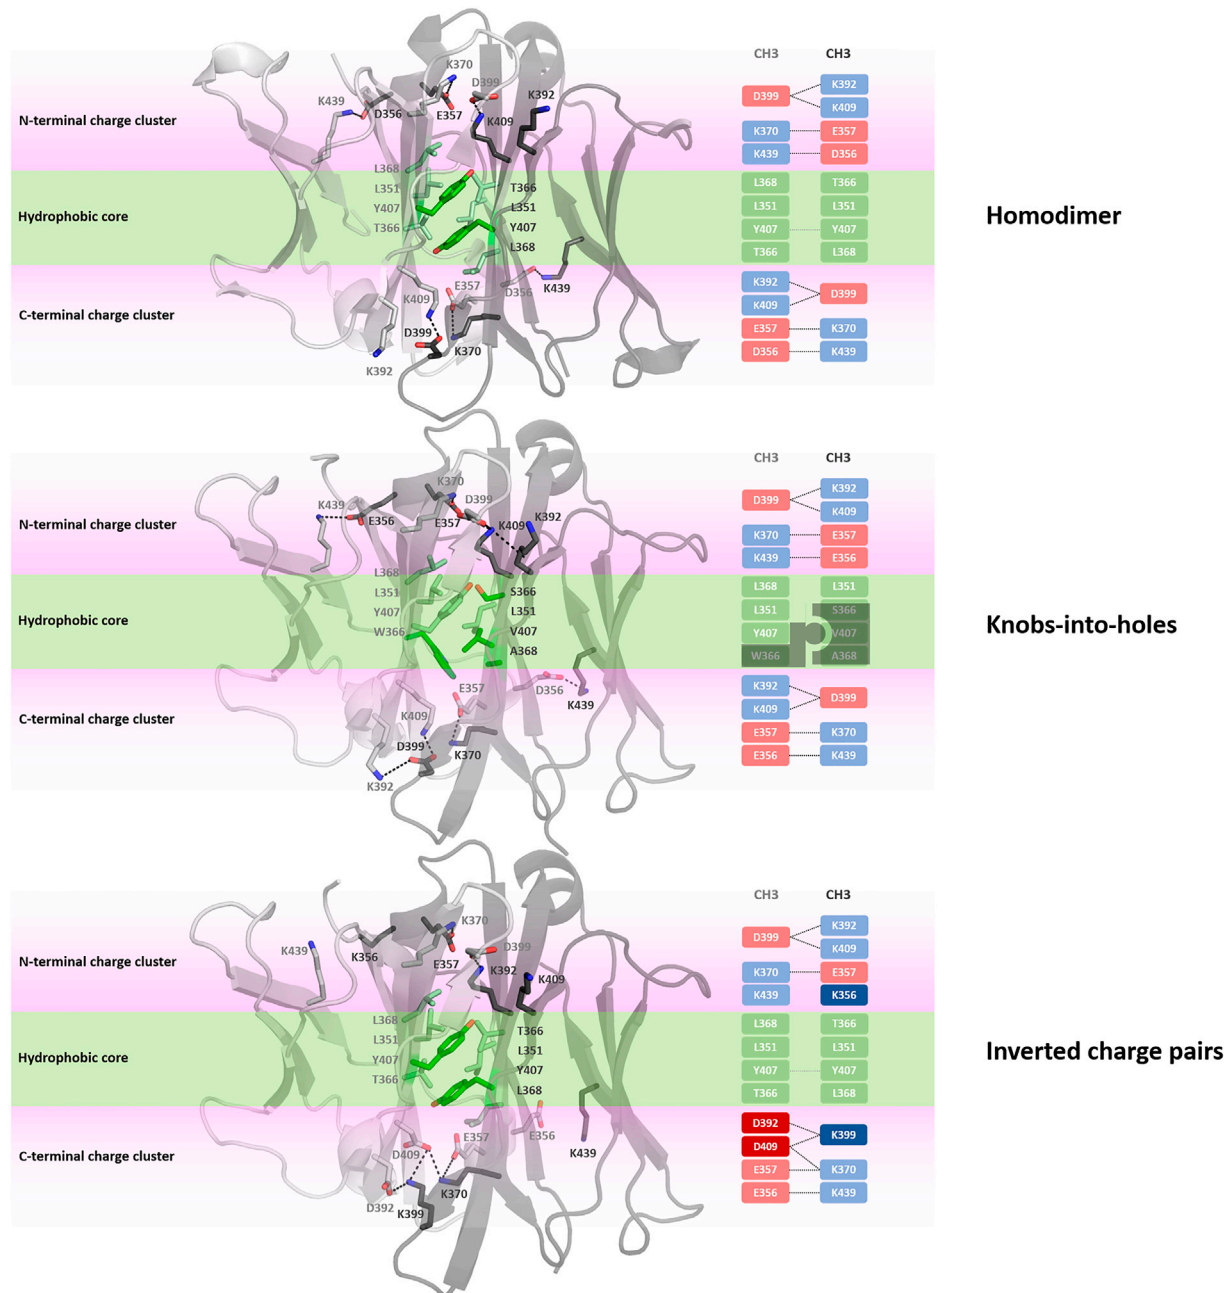 CH3 CH3
K370
D399
K392
K392
K439
D399
D356
E357
K409
K409
N-terminal charge cluster
K370 E357
K439 D356
L368
L368 T366
L351
T366
L351 L351
Hydrophobic core
Y407
L351
Homodimer
T366
Y407
Y407 Y407
L368
T366 L368
K392
E357
D356
K439
D399
K409
K409
C-terminal charge cluster
D399
K370
E357 K370
K392
D356 K439
CH3 CH3
K370
D399
K392
K439
E356
E357
K409
K392
D399
K409
N-terminal charge cluster
K370 E357
K439 E356
L368
L368 L351
L351
S366
L351 S366
Hydrophobic core
Y407
L351
Knobs-into-holes
W366
V407
Y407 V407
A368
W366 A368
K392
E357
D356
K439
D399
K409
K409
C-terminal charge cluster
D399
K370
E357 K370
K392
E356 K439
CH3 CH3
K370
D399
K392
K439
K356
E357
K392
K409
D399
K409
N-terminal charge cluster
K370 E357
K439 K356
L368
L368 T366
L351
T366
L351 L351
Hydrophobic core
Y407
L351
Inverted charge pairs
T366
Y407
Y407 Y407
L368
T366 L368
D392
E357
E356
K439
K399
D409
D409
C-terminal charge cluster
K370
E357 K370
D392
K399
E356 K439